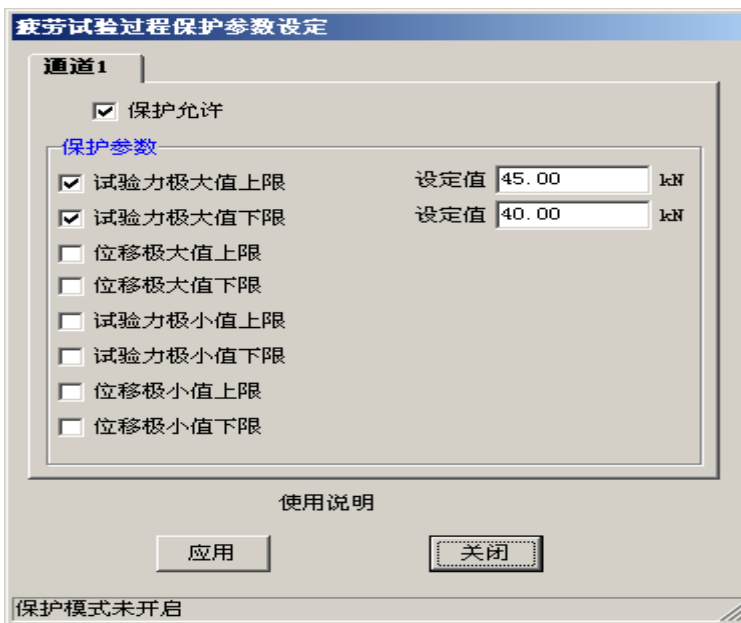 疲劳试验过程保护参数设定
通道1
保护允许
保护参数
试验力极大值上限 设定值 45.00 kN
试验力极大值下限 设定值 40.00 kN
位移极大值上限
位移极大值下限
试验力极小值上限
试验力极小值下限
位移极小值上限
位移极小值下限
使用说明
应用 关闭
保护模式未开启